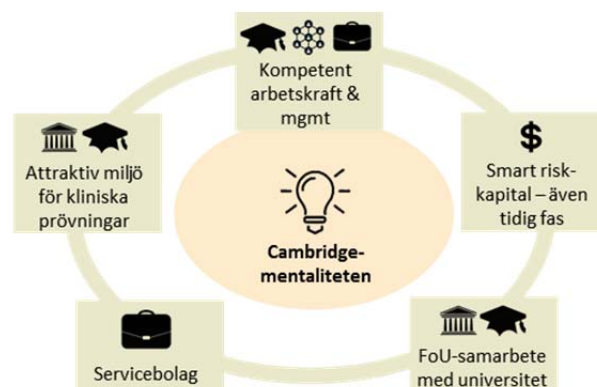 Kompetent
arbetskraft &
mgmt
Attraktiv miljö
för kliniska
prövningar
$
Smart risk-
kapital – även
tidig fas
Cambridge-
mentaliteten
Servicebolag
FoU-samarbete
med universitet